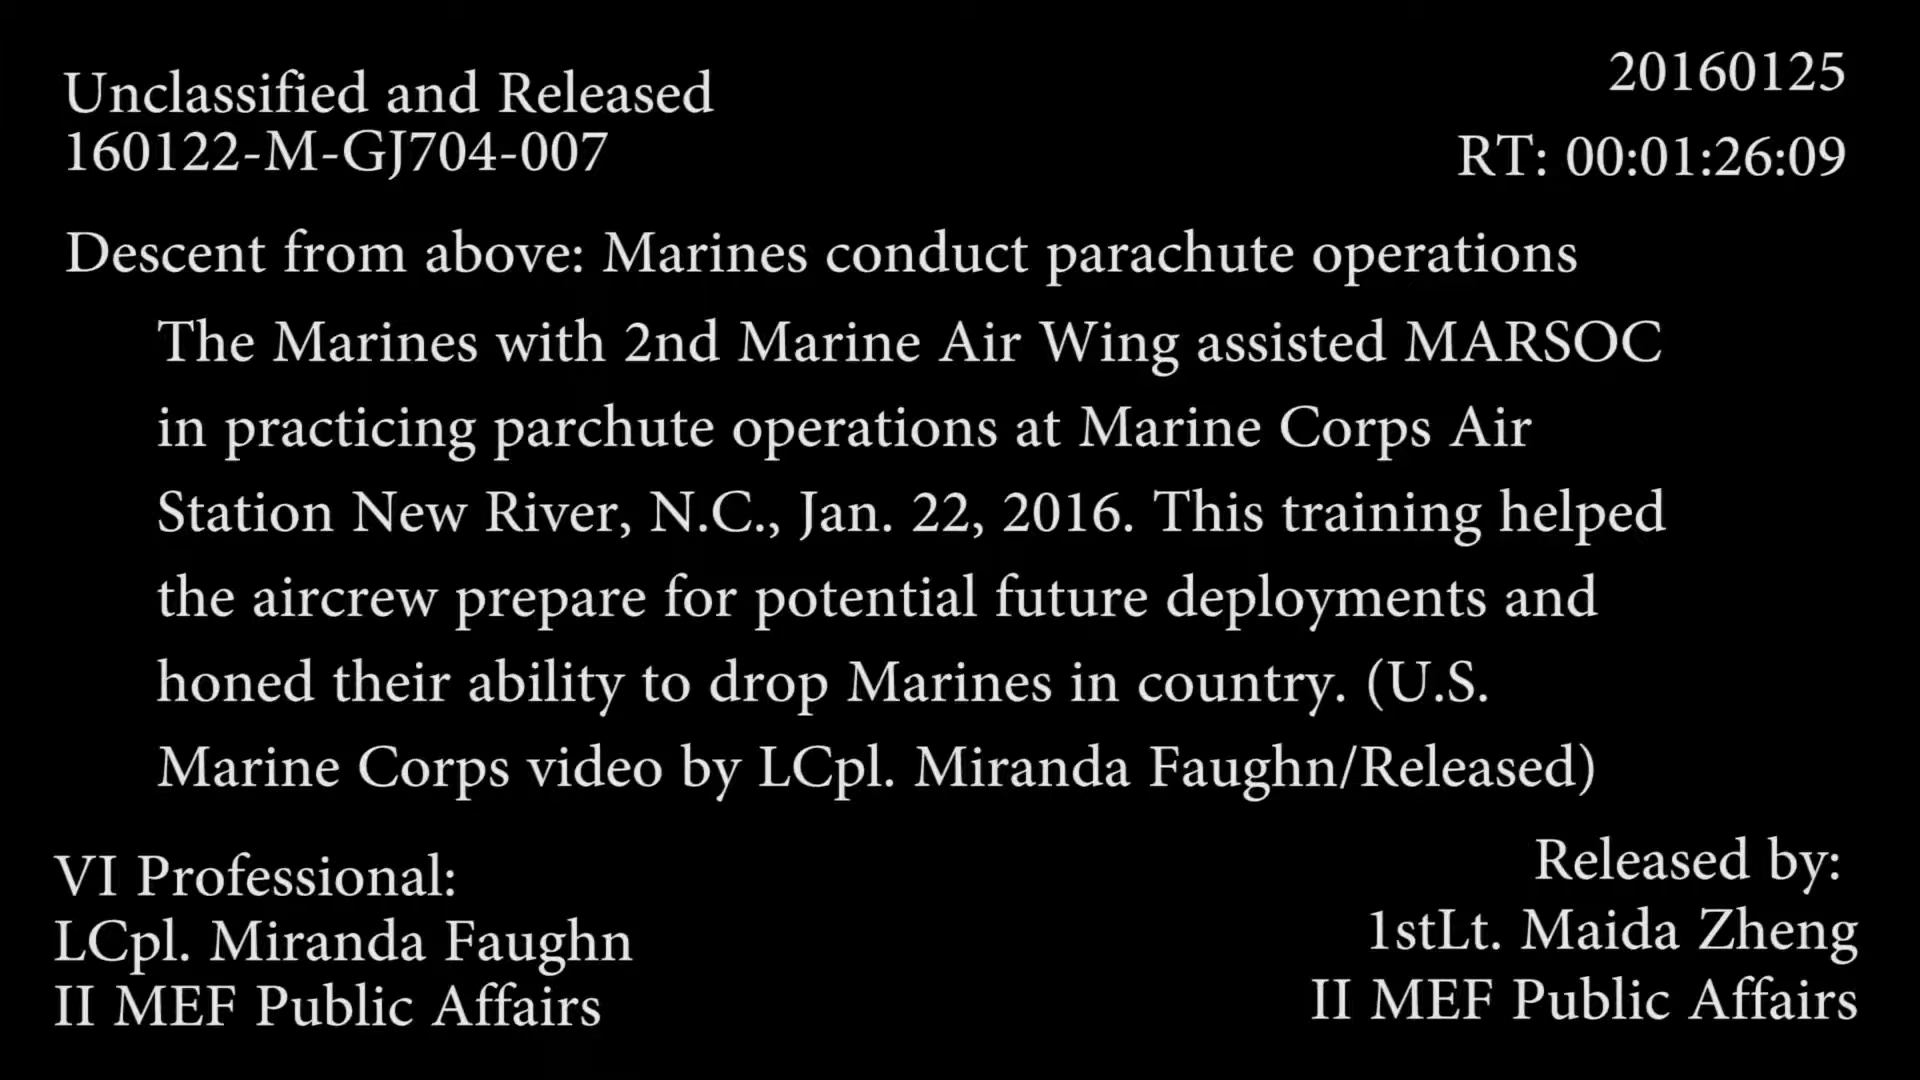 Unclassified and Released
160122-M-GJ704-007
20160125
RT: 00:01:26:09
Descent from above: Marines conduct parachute operations
The Marines with 2nd Marine Air Wing assisted MARSOC
in practicing parchute operations at Marine Corps Air
Station New River, N.C., Jan. 22, 2016. This training helped
the aircrew prepare for potential future deployments and
honed their ability to drop Marines in country. (U.S.
Marine Corps video by LCpl. Miranda Faughn/Released)
VI Professional:
LCpl. Miranda Faughn
II MEF Public Affairs
Released by:
1stLt. Maida Zheng
II MEF Public Affairs